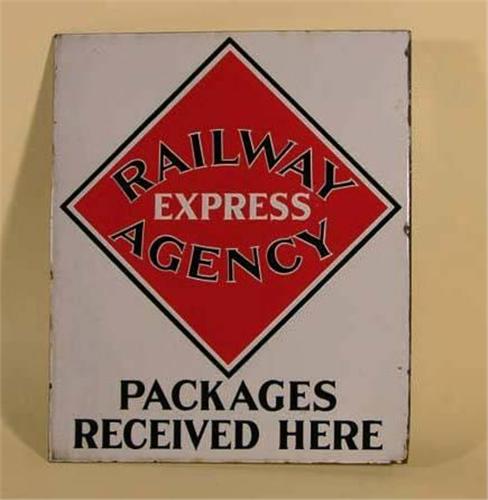 RAILWAY
EXPRESS
AGENCY
PACKAGES
RECEIVED HERE